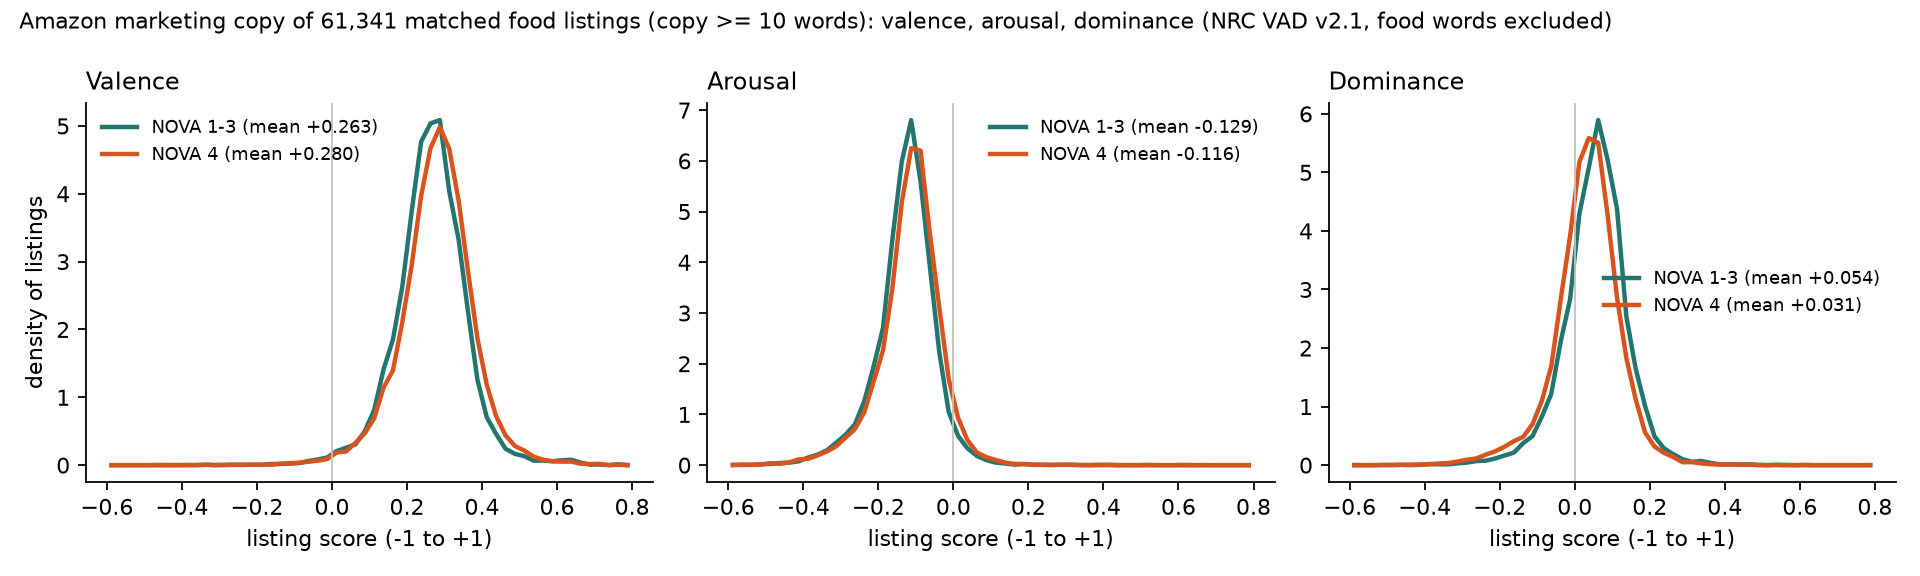 Amazon marketing copy of 61,341 matched food listings (copy >= 10 words): valence, arousal, dominance (NRC VAD v2.1, food words excluded)
Valence
NOVA 1-3 (mean +0.263)
NOVA 4 (mean +0.280)
density of listings
5
4
3
2
1
0
−0.6 −0.4 −0.2 0.0 0.2 0.4 0.6 0.8
listing score (-1 to +1)
Arousal
NOVA 1-3 (mean -0.129)
NOVA 4 (mean -0.116)
7
6
5
4
3
2
1
0
−0.6 −0.4 −0.2 0.0 0.2 0.4 0.6 0.8
listing score (-1 to +1)
Dominance
NOVA 1-3 (mean +0.054)
NOVA 4 (mean +0.031)
6
5
4
3
2
1
0
−0.6 −0.4 −0.2 0.0 0.2 0.4 0.6 0.8
listing score (-1 to +1)